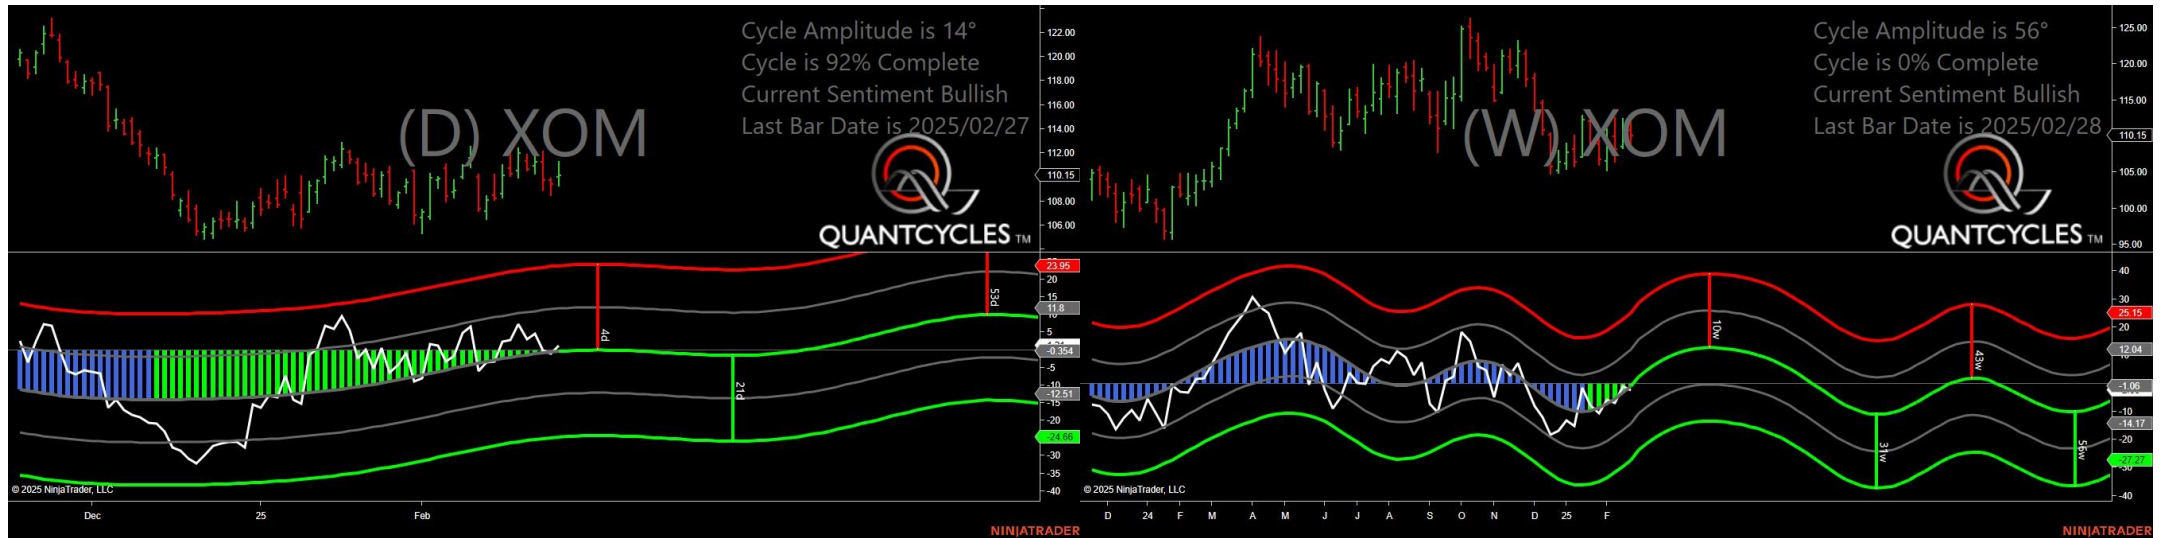 Cycle Amplitude is 14°
Cycle is 92% Complete
Current Sentiment Bullish
Last Bar Date is 2025/02/27
(D) XOM
QUANTCYCLES TM
122.00
120.00
118.00
116.00
114.00
112.00
110.15
108.00
106.00
23.95
20
15
11.8
10
5
-0.354
-5
-10
-12.51
-15
-20
-24.66
-30
-35
-40
4d
21d
53d
© 2025 NinjaTrader, LLC
Dec
25
Feb
NINJATRADER
Cycle Amplitude is 56°
Cycle is 0% Complete
Current Sentiment Bullish
Last Bar Date is 2025/02/28
(W) XOM
QUANTCYCLES TM
125.00
120.00
115.00
110.15
105.00
100.00
95.00
40
30
25.15
20
12.04
-1.06
-10
-14.17
-20
-27.27
-40
10w
31w
43w
56w
© 2025 NinjaTrader, LLC
D 24 F M A M J J A S O N D 25 F
NINJATRADER